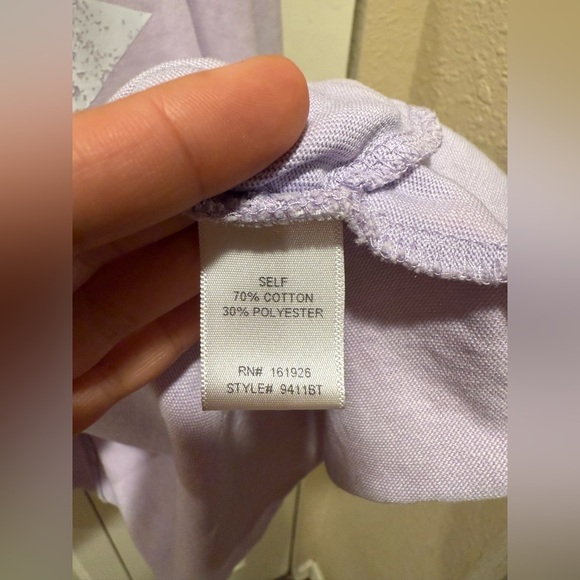 SELF
70% COTTON
30% POLYESTER
RN# 161926
STYLE# 9411BT